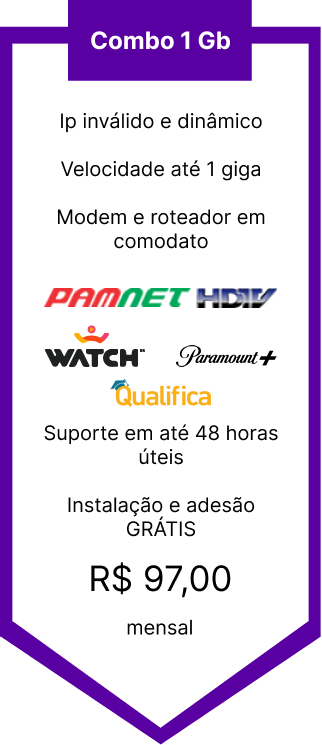 Combo 1 Gb
Ip inválido e dinâmico
Velocidade até 1 giga
Modem e roteador em
comodato
PAMNET HDTV
WATCH™ Paramount+
Qualifica
Suporte em até 48 horas
úteis
Instalação e adesão
GRÁTIS
R$ 97,00
mensal